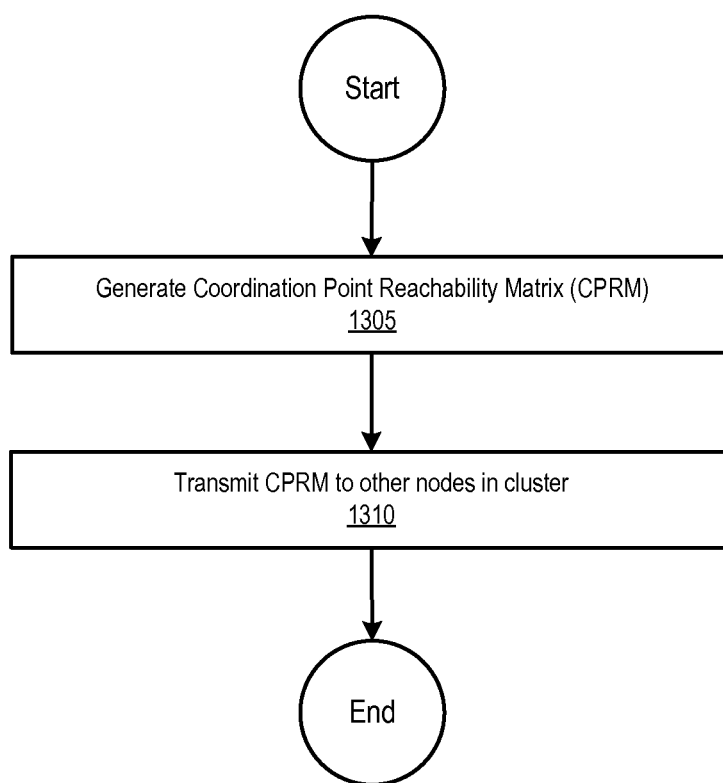 Start
Generate Coordination Point Reachability Matrix (CPRM)
1305
Transmit CPRM to other nodes in cluster
1310
End